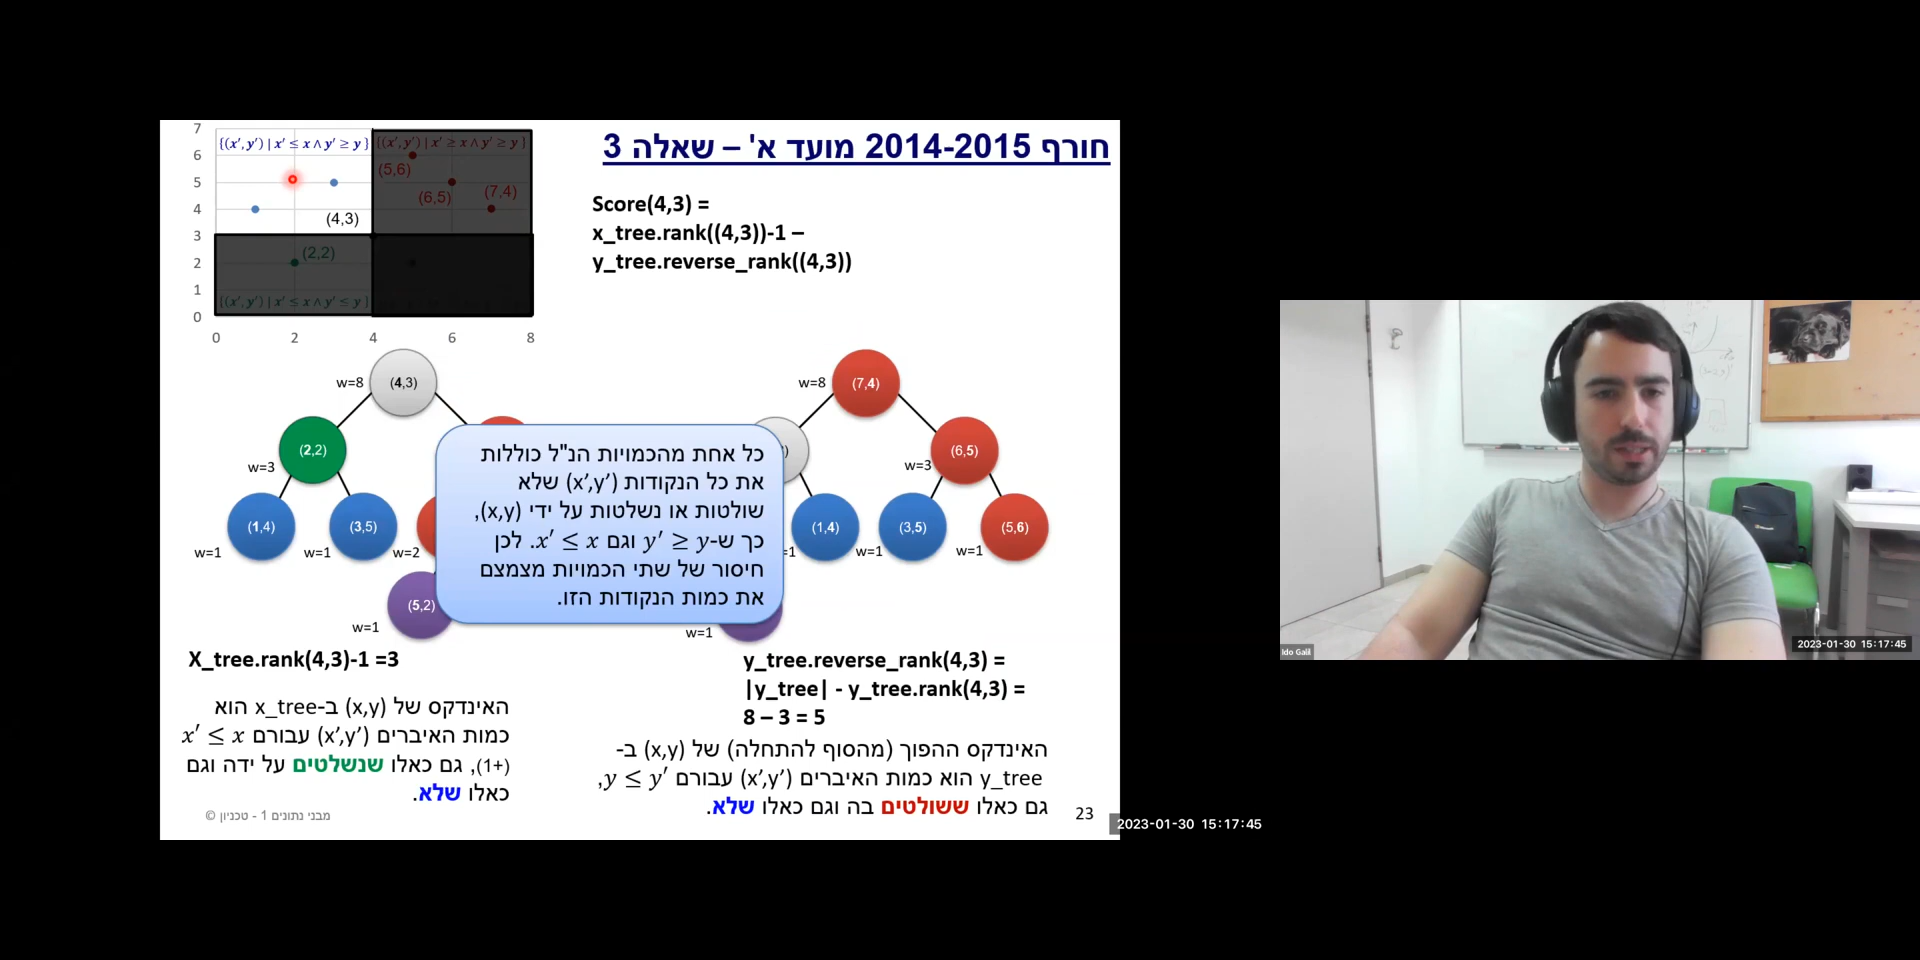 חורף 2014-2015 מועד א' – שאלה 3
7
6
5
4
3
2
1
0
0 2 4 6 8
{(x′,y′) | x′ ≤ x ∧ y′ ≥ y}
{(x′,y′) | x′ ≥ x ∧ y′ ≥ y}
(5,6)
(6,5)
(7,4)
(4,3)
(2,2)
{(x′,y′) | x′ ≤ x ∧ y′ ≤ y}
Score(4,3) =
x_tree.rank((4,3))-1 –
y_tree.reverse_rank((4,3))
w=8 (4,3)
(2,2)
w=3
(1,4) (3,5)
w=1 w=1 w=2
(5,2)
w=1
w=8 (7,4)
(6,5)
w=3
(1,4) (3,5) (5,6)
w=1 w=1
w=1
כל אחת מהכמויות הנ"ל כוללות
את כל הנקודות (x′,y′) שלא
שולטות או נשלטות על ידי (x,y),
כך ש-y′ ≥ y וגם x′ ≤ x. לכן
חיסור של שתי הכמויות מצמצם
את כמות הנקודות הזו.
X_tree.rank(4,3)-1 =3
האינדקס של (x,y) ב-x_tree הוא
כמות האיברים (x′,y′) עבורם x′ ≤ x
(+1), גם כאלו שנשלטים על ידה וגם
כאלו שלא.
y_tree.reverse_rank(4,3) =
|y_tree| - y_tree.rank(4,3) =
8 – 3 = 5
האינדקס ההפוך (מהסוף להתחלה) של (x,y) ב-
y_tree הוא כמות האיברים (x′,y′) עבורם y ≤ y′,
גם כאלו ששולטים בה וגם כאלו שלא.
מבני נתונים 1 - טכניון ©
23
2023-01-30 15:17:45
Ido Galil
2023-01-30 15:17:45